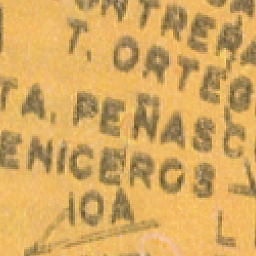 ONTRERA
T. ORTEG
TA. PEÑASC
ENICEROS
IOA
L